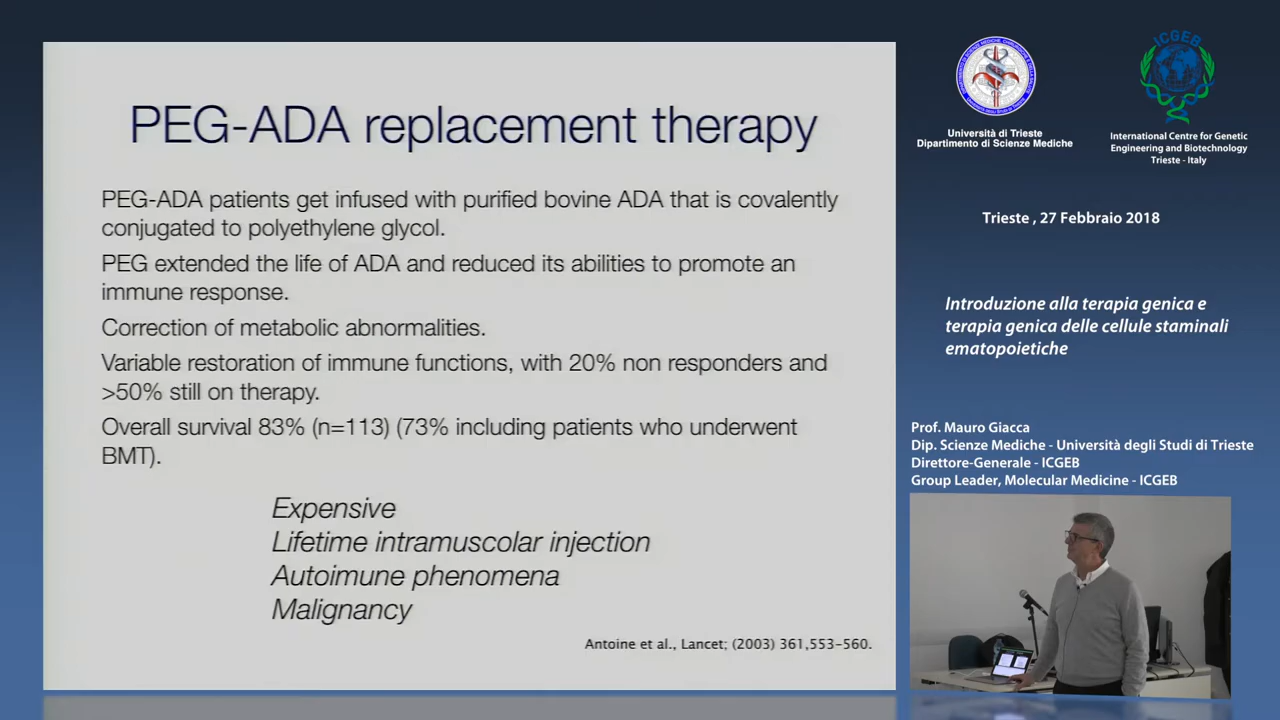 PEG-ADA replacement therapy
PEG-ADA patients get infused with purified bovine ADA that is covalently
conjugated to polyethylene glycol.
PEG extended the life of ADA and reduced its abilities to promote an
immune response.
Correction of metabolic abnormalities.
Variable restoration of immune functions, with 20% non responders and
>50% still on therapy.
Overall survival 83% (n=113) (73% including patients who underwent
BMT).
Expensive
Lifetime intramuscolar injection
Autoimune phenomena
Malignancy
Antoine et al., Lancet; (2003) 361,553-560.
Università di Trieste
Dipartimento di Scienze Mediche
ICGEB
International Centre for Genetic
Engineering and Biotechnology
Trieste - Italy
Trieste , 27 Febbraio 2018
Introduzione alla terapia genica e
terapia genica delle cellule staminali
ematopoietiche
Prof. Mauro Giacca
Dip. Scienze Mediche - Università degli Studi di Trieste
Direttore-Generale - ICGEB
Group Leader, Molecular Medicine - ICGEB